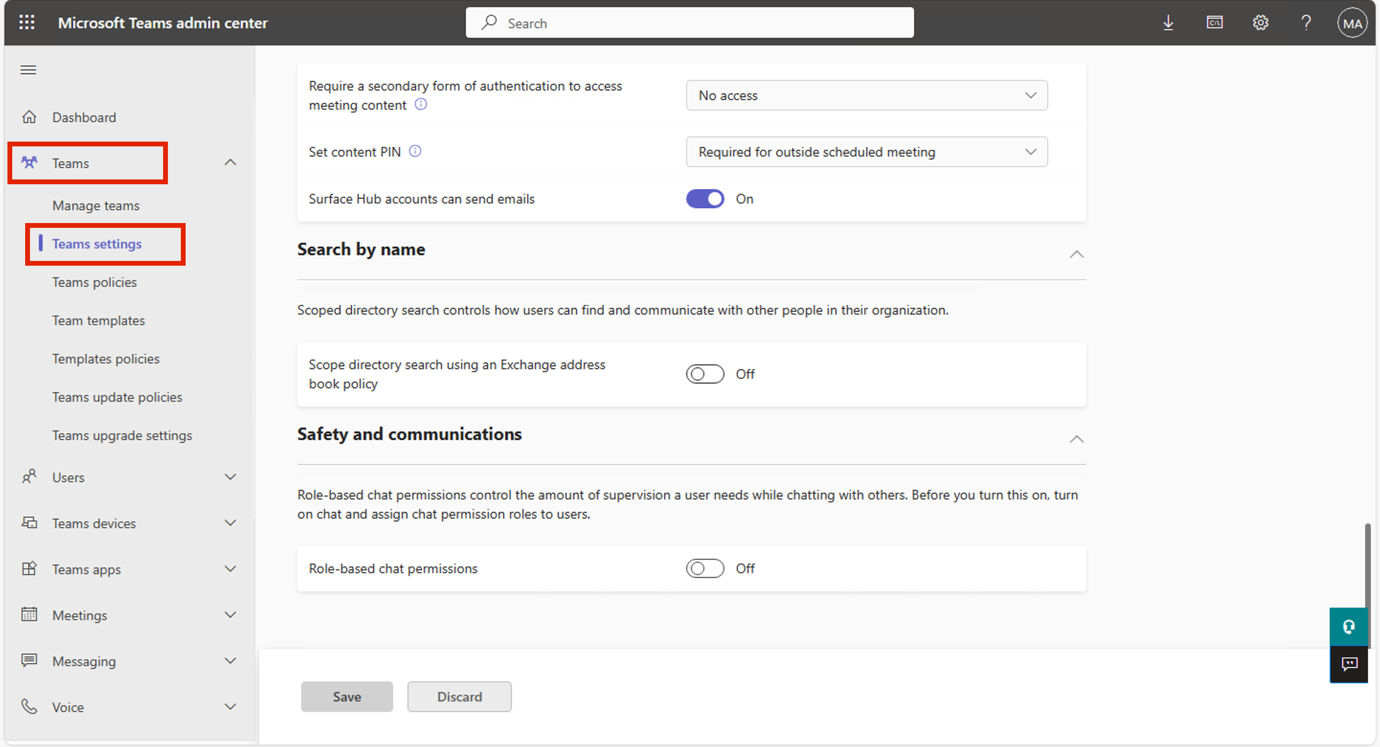 Microsoft Teams admin center
Search
MA
Dashboard
Teams
Manage teams
Teams settings
Teams policies
Team templates
Templates policies
Teams update policies
Teams upgrade settings
Users
Teams devices
Teams apps
Meetings
Messaging
Voice
Require a secondary form of authentication to access
meeting content
No access
Set content PIN
Required for outside scheduled meeting
Surface Hub accounts can send emails
On
Search by name
Scoped directory search controls how users can find and communicate with other people in their organization.
Scope directory search using an Exchange address
book policy
Off
Safety and communications
Role-based chat permissions control the amount of supervision a user needs while chatting with others. Before you turn this on, turn
on chat and assign chat permission roles to users.
Role-based chat permissions
Off
Save
Discard